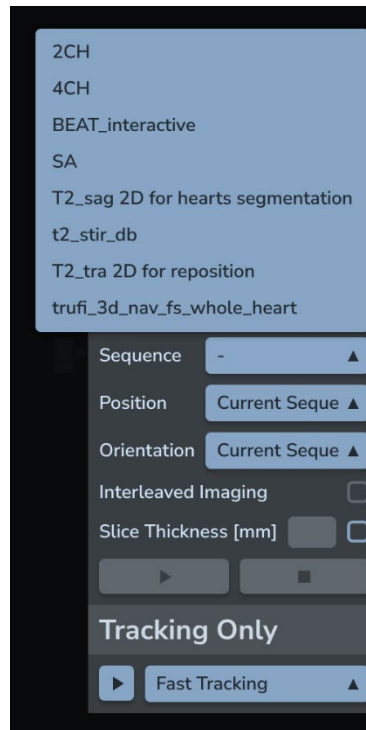 2CH
4CH
BEAT_interactive
SA
T2_sag 2D for hearts segmentation
t2_stir_db
T2_tra 2D for reposition
trufi_3d_nav_fs_whole_heart
Sequence -
Position Current Seque
Orientation Current Seque
Interleaved Imaging
Slice Thickness [mm]
Tracking Only
Fast Tracking